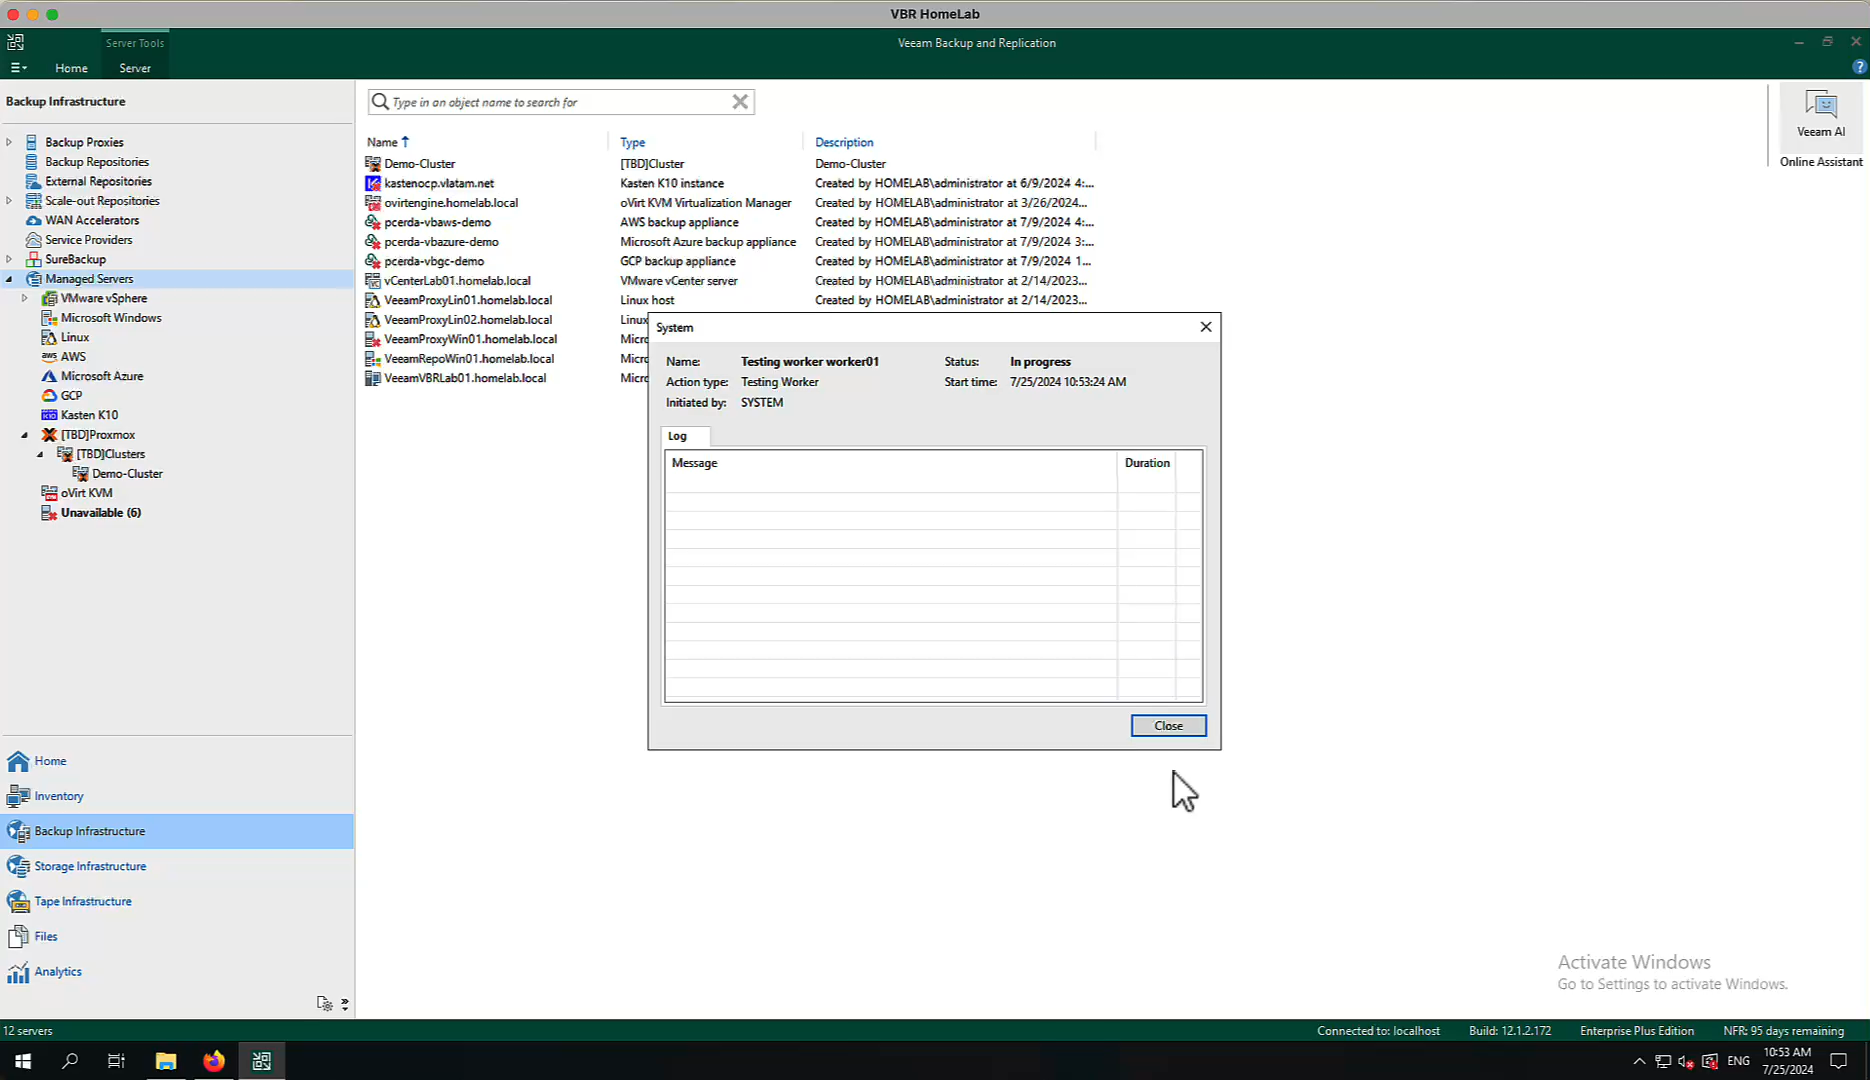 VBR HomeLab
Server Tools
Veeam Backup and Replication
Home
Server
Backup Infrastructure
Type in an object name to search for
Backup Proxies
Backup Repositories
External Repositories
Scale-out Repositories
WAN Accelerators
Service Providers
SureBackup
Managed Servers
VMware vSphere
Microsoft Windows
Linux
aws AWS
Microsoft Azure
GCP
K10 Kasten K10
[TBD]Proxmox
[TBD]Clusters
Demo-Cluster
oVirt KVM
Unavailable (6)
Name Type Description
Demo-Cluster [TBD]Cluster Demo-Cluster
kastenocp.vlatam.net Kasten K10 instance Created by HOMELAB\administrator at 6/9/2024 4:...
ovirtengine.homelab.local oVirt KVM Virtualization Manager Created by HOMELAB\administrator at 3/26/2024...
pcerda-vbaws-demo AWS backup appliance Created by HOMELAB\administrator at 7/9/2024 4:...
pcerda-vbazure-demo Microsoft Azure backup appliance Created by HOMELAB\administrator at 7/9/2024 3:...
pcerda-vbgc-demo GCP backup appliance Created by HOMELAB\administrator at 7/9/2024 1...
vCenterLab01.homelab.local VMware vCenter server Created by HOMELAB\administrator at 2/14/2023...
VeeamProxyLin01.homelab.local Linux host Created by HOMELAB\administrator at 2/14/2023...
VeeamProxyLin02.homelab.local Linux
VeeamProxyWin01.homelab.local Micro
VeeamRepoWin01.homelab.local Micro
VeeamVBRLab01.homelab.local Micro
Veeam AI
Online Assistant
System
Name: Testing worker worker01 Status: In progress
Action type: Testing Worker Start time: 7/25/2024 10:53:24 AM
Initiated by: SYSTEM
Log
Message Duration
Close
Home
Inventory
Backup Infrastructure
Storage Infrastructure
Tape Infrastructure
Files
Analytics
Activate Windows
Go to Settings to activate Windows.
12 servers
Connected to: localhost Build: 12.1.2.172 Enterprise Plus Edition NFR: 95 days remaining
ENG
10:53 AM
7/25/2024